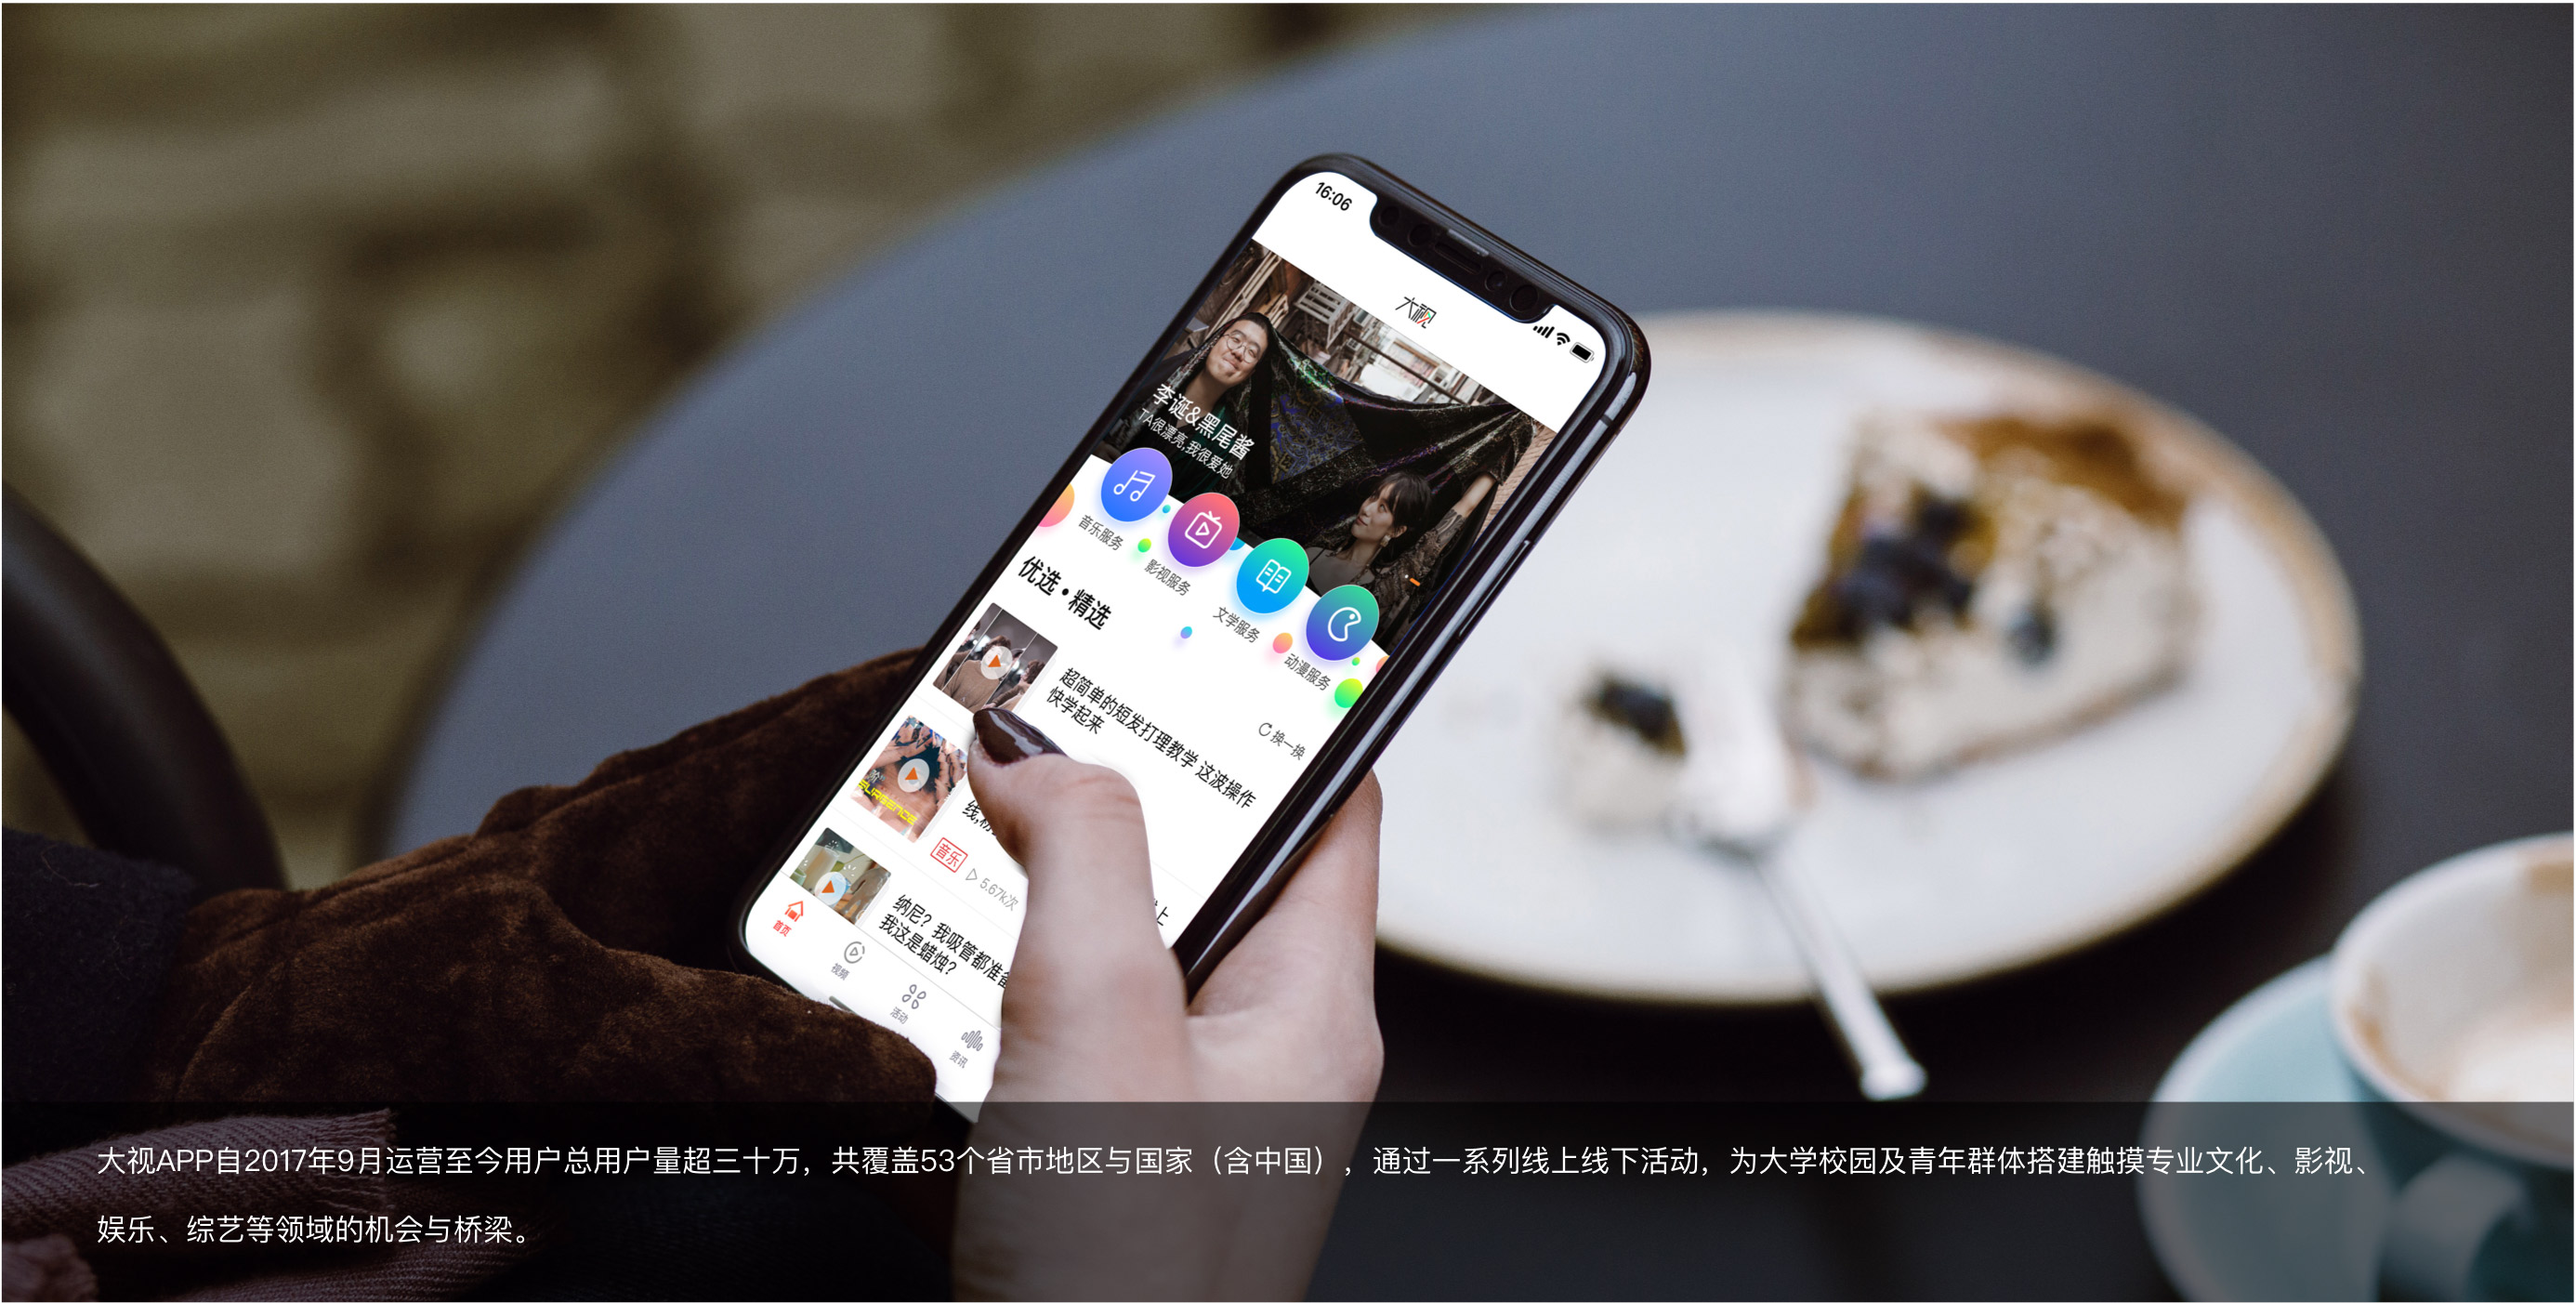 16:06
大视
李诞&黑尾酱
TA很漂亮,我很爱她
音乐服务
影视服务
文学服务
动漫服务
优选·精选
换一换
超简单的短发打理教学 这波操作
快学起来
SURGENCE
音乐
5.67k次
上
纳尼？我吸管都准备
我这是蜡烛？
首页
视频
活动
资讯
大视APP自2017年9月运营至今用户总用户量超三十万，共覆盖53个省市地区与国家（含中国），通过一系列线上线下活动，为大学校园及青年群体搭建触摸专业文化、影视、
娱乐、综艺等领域的机会与桥梁。